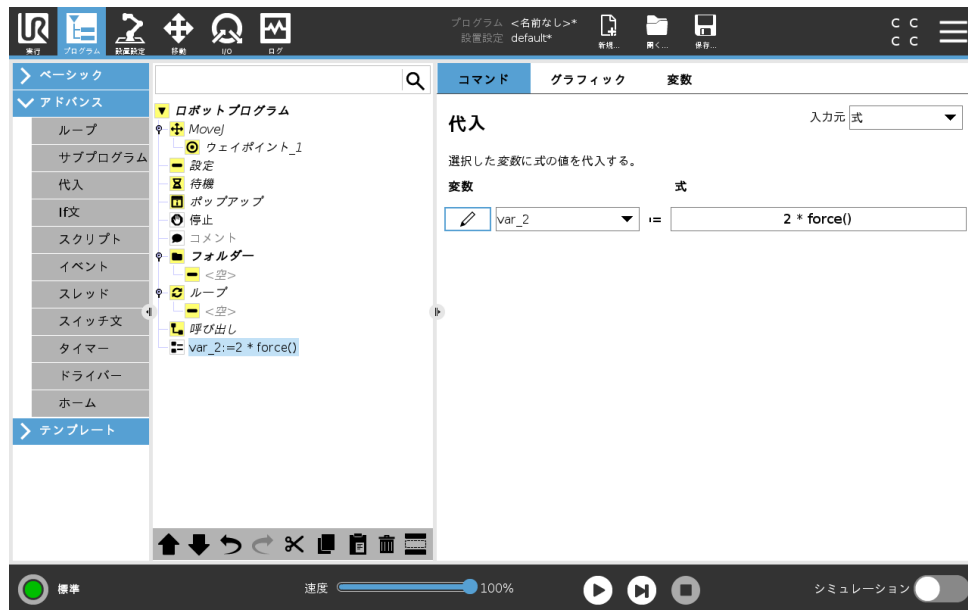 プログラム <名前なし>*
設置設定 default*
実行 プログラム 設置設定 移動 I/O ログ 新規... 開く... 保存...
C C
C C
ベーシック
アドバンス
ループ
サブプログラム
代入
If文
スクリプト
イベント
スレッド
スイッチ文
タイマー
ドライバー
ホーム
テンプレート
ロボットプログラム
MoveJ
ウェイポイント_1
設定
待機
ポップアップ
停止
コメント
フォルダー
<空>
ループ
<空>
呼び出し
var_2:=2 * force()
コマンド グラフィック 変数
代入
入力元 式
選択した変数に式の値を代入する。
変数 式
var_2 := 2 * force()
標準 速度 100% シミュレーション